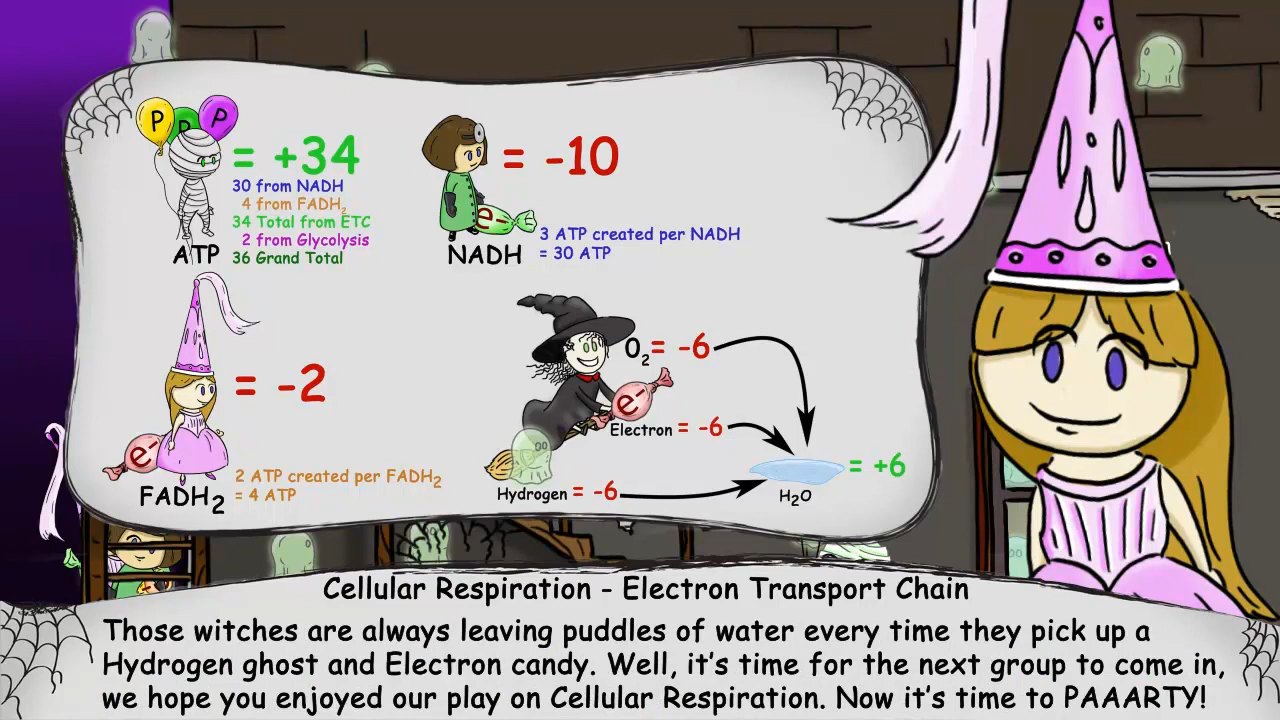 P P P
= +34
30 from NADH
4 from FADH₂
34 Total from ETC
2 from Glycolysis
36 Grand Total
ATP
= -10
e-
3 ATP created per NADH
= 30 ATP
NADH
= -2
e-
2 ATP created per FADH₂
= 4 ATP
FADH₂
O₂ = -6
e-
Electron = -6
Hydrogen = -6
= +6
H₂O
Cellular Respiration - Electron Transport Chain
Those witches are always leaving puddles of water every time they pick up a
Hydrogen ghost and Electron candy. Well, it's time for the next group to come in,
we hope you enjoyed our play on Cellular Respiration. Now it's time to PAAARTY!